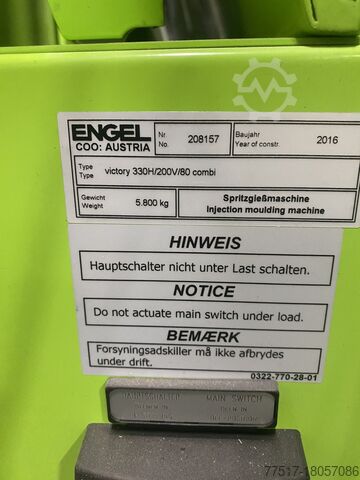 ENGEL
COO: AUSTRIA
Nr.
Nr.
208157
Baujahr
Year of constr.
2016
Type
Type
victory 330H/200V/80 combi
Gewicht
Weight
5.800 kg
Spritzgießmaschine
Injection moulding machine
HINWEIS
Hauptschalter nicht unter Last schalten.
NOTICE
Do not actuate main switch under load.
BEMÆRK
Forsyningsadskiller må ikke afbrydes
under drift.
0322-770-28-01
HAUPTSCHALTER
MAIN SWITCH
77517-18057086